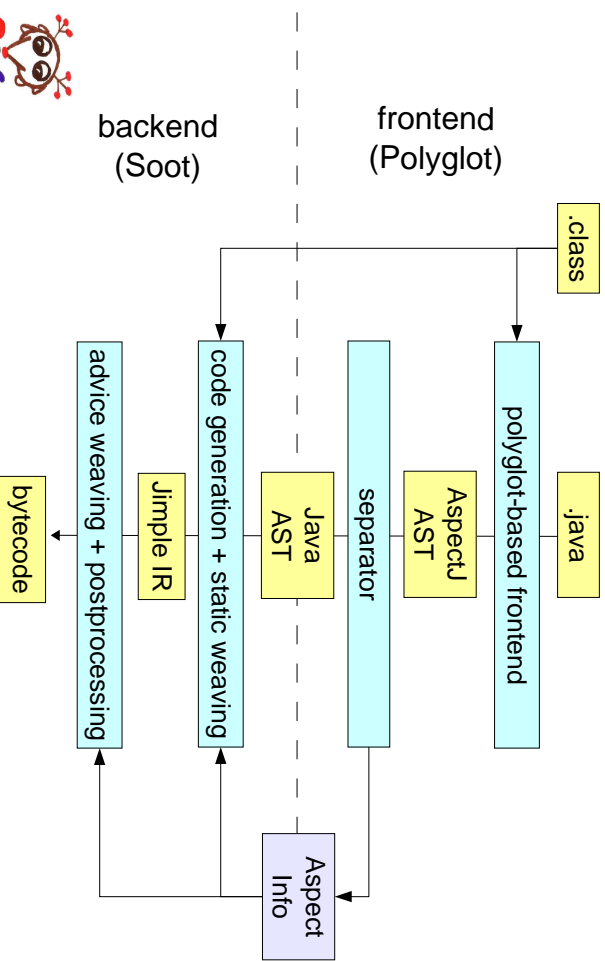 frontend
(Polyglot)
backend
(Soot)
.class
.java
polyglot-based frontend
AspectJ
AST
separator
Java
AST
code generation + static weaving
Jimple IR
advice weaving + postprocessing
bytecode
Aspect
Info